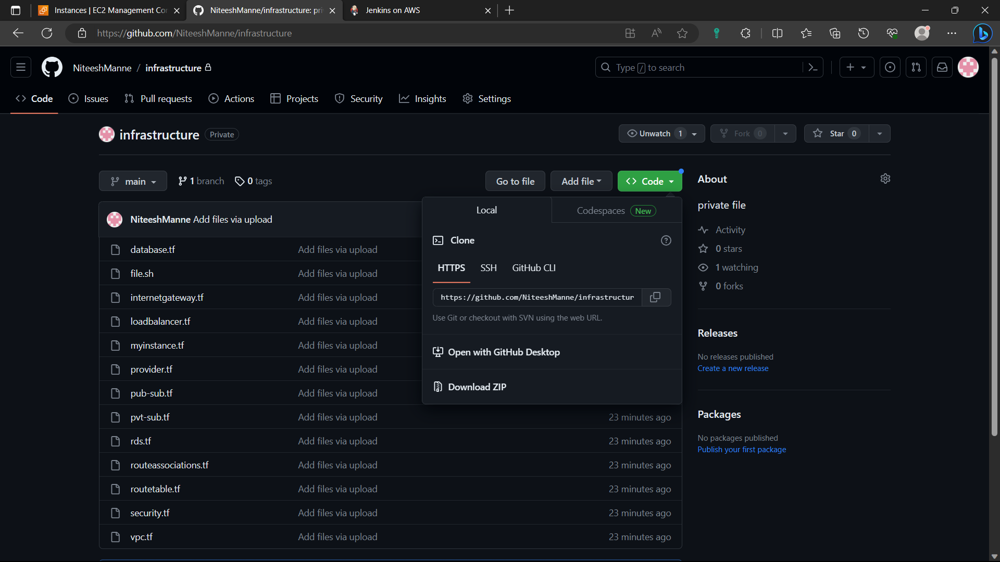 Instances | EC2 Management Co
NiteeshManne/infrastructure: pri
Jenkins on AWS
https://github.com/NiteeshManne/infrastructure
NiteeshManne / infrastructure
Type / to search
Code
Issues
Pull requests
Actions
Projects
Security
Insights
Settings
infrastructure Private
Unwatch 1
Fork 0
Star 0
main
1 branch
0 tags
Go to file
Add file
Code
NiteeshManne Add files via upload
database.tf Add files via upload
file.sh Add files via upload
internetgateway.tf Add files via upload
loadbalancer.tf Add files via upload
myinstance.tf Add files via upload
provider.tf Add files via upload
pub-sub.tf Add files via upload
pvt-sub.tf Add files via upload 23 minutes ago
rds.tf Add files via upload 23 minutes ago
routeassociations.tf Add files via upload 23 minutes ago
routetable.tf Add files via upload 23 minutes ago
security.tf Add files via upload 23 minutes ago
vpc.tf Add files via upload 23 minutes ago
Local
Codespaces New
Clone
HTTPS SSH GitHub CLI
https://github.com/NiteeshManne/infrastructur
Use Git or checkout with SVN using the web URL.
Open with GitHub Desktop
Download ZIP
About
private file
Activity
0 stars
1 watching
0 forks
Releases
No releases published
Create a new release
Packages
No packages published
Publish your first package